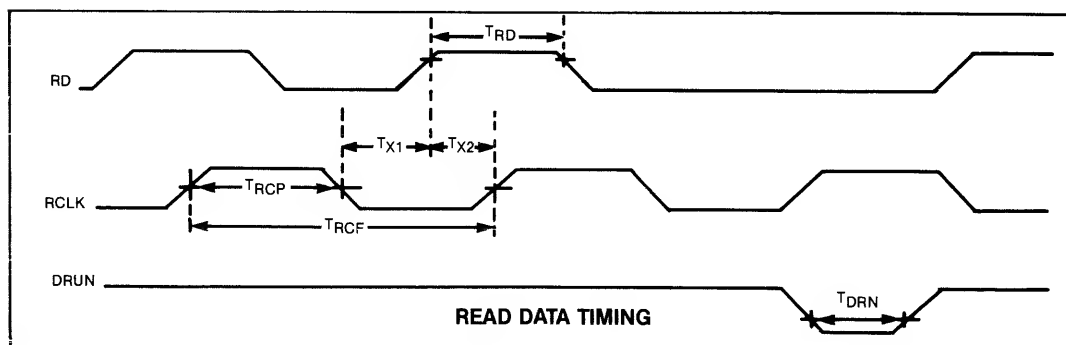 TRD
RD
TX1 TX2
TRCP
RCLK
TRCF
DRUN
TDRN
READ DATA TIMING